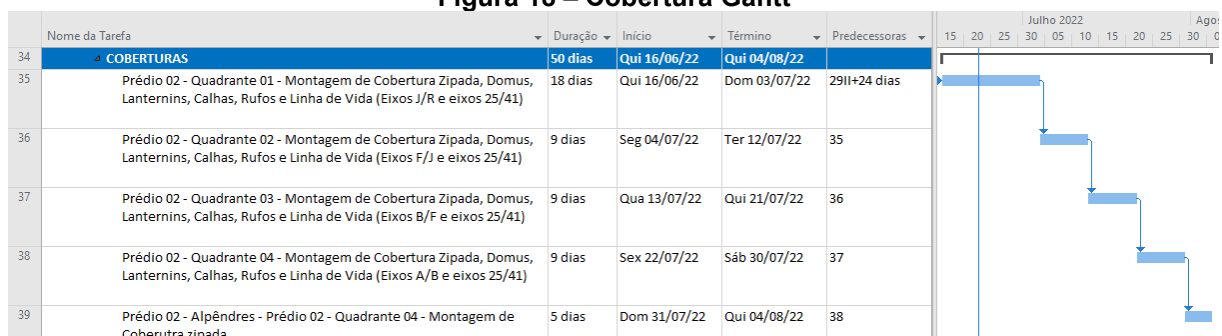 Figura 18 – Cobertura Gantt
Julho 2022 Agos
Nome da Tarefa Duração Início Término Predecessoras 15 20 25 30 05 10 15 20 25 30 0
34 COBERTURAS 50 dias Qui 16/06/22 Qui 04/08/22
35 Prédio 02 - Quadrante 01 - Montagem de Cobertura Zipada, Domus, 18 dias Qui 16/06/22 Dom 03/07/22 29II+24 dias
Lanternins, Calhas, Rufos e Linha de Vida (Eixos J/R e eixos 25/41)
36 Prédio 02 - Quadrante 02 - Montagem de Cobertura Zipada, Domus, 9 dias Seg 04/07/22 Ter 12/07/22 35
Lanternins, Calhas, Rufos e Linha de Vida (Eixos F/J e eixos 25/41)
37 Prédio 02 - Quadrante 03 - Montagem de Cobertura Zipada, Domus, 9 dias Qua 13/07/22 Qui 21/07/22 36
Lanternins, Calhas, Rufos e Linha de Vida (Eixos B/F e eixos 25/41)
38 Prédio 02 - Quadrante 04 - Montagem de Cobertura Zipada, Domus, 9 dias Sex 22/07/22 Sáb 30/07/22 37
Lanternins, Calhas, Rufos e Linha de Vida (Eixos A/B e eixos 25/41)
39 Prédio 02 - Alpêndres - Prédio 02 - Quadrante 04 - Montagem de 5 dias Dom 31/07/22 Qui 04/08/22 38
Coberutra zipada